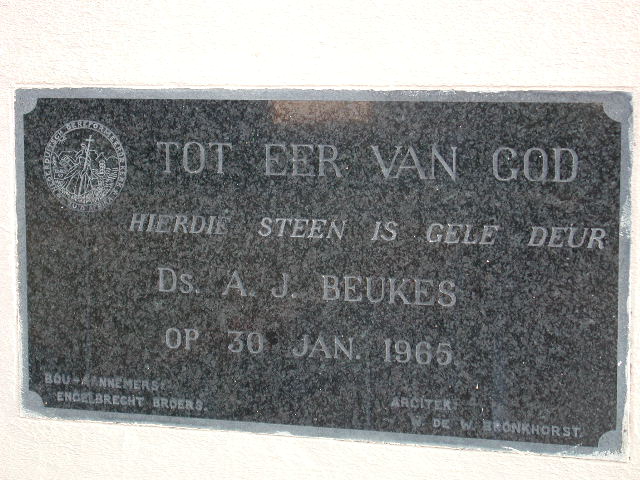 TOT EER VAN GOD
HIERDIE STEEN IS GELE DEUR
DS. A. J. BEUKES
OP 30 JAN. 1965
BOU-AANNEMERS:
ENGELBRECHT BROERS.
ARGITEK:
DE W. BRONKHORST